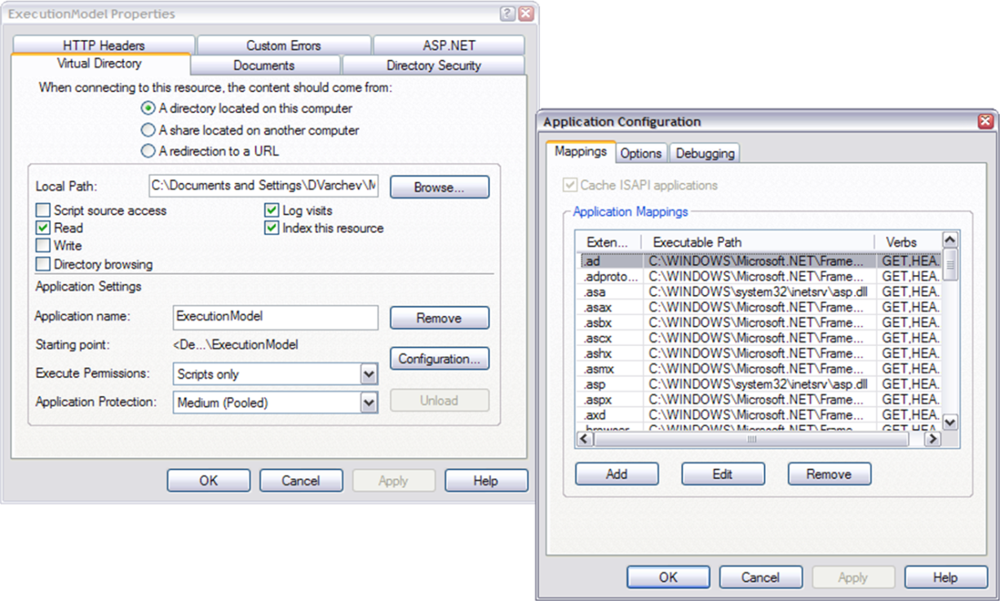 ExecutionModel Properties
HTTP Headers Custom Errors ASP.NET
Virtual Directory Documents Directory Security
When connecting to this resource, the content should come from:
A directory located on this computer
A share located on another computer
A redirection to a URL
Local Path: C:\Documents and Settings\DVarchev\M Browse...
Script source access Log visits
Read Index this resource
Write
Directory browsing
Application Settings
Application name: ExecutionModel Remove
Starting point: <De...\ExecutionModel
Configuration...
Execute Permissions: Scripts only
Application Protection: Medium (Pooled) Unload
OK Cancel Apply Help
Application Configuration
Mappings Options Debugging
Cache ISAPI applications
Application Mappings
Exten... Executable Path Verbs
.ad C:\WINDOWS\Microsoft.NET\Frame... GET,HEA.
.adproto... C:\WINDOWS\Microsoft.NET\Frame... GET,HEA.
.asa C:\WINDOWS\system32\inetsrv\asp.dll GET,HEA.
.asax C:\WINDOWS\Microsoft.NET\Frame... GET,HEA.
.asbx C:\WINDOWS\Microsoft.NET\Frame... GET,HEA.
.ascx C:\WINDOWS\Microsoft.NET\Frame... GET,HEA.
.ashx C:\WINDOWS\Microsoft.NET\Frame... GET,HEA.
.asmx C:\WINDOWS\Microsoft.NET\Frame... GET,HEA.
.asp C:\WINDOWS\system32\inetsrv\asp.dll GET,HEA.
.aspx C:\WINDOWS\Microsoft.NET\Frame... GET,HEA.
.axd C:\WINDOWS\Microsoft.NET\Frame... GET,HEA.
.browser C:\WINDOWS\Microsoft.NET\Frame... GET,HEA.
Add Edit Remove
OK Cancel Apply Help